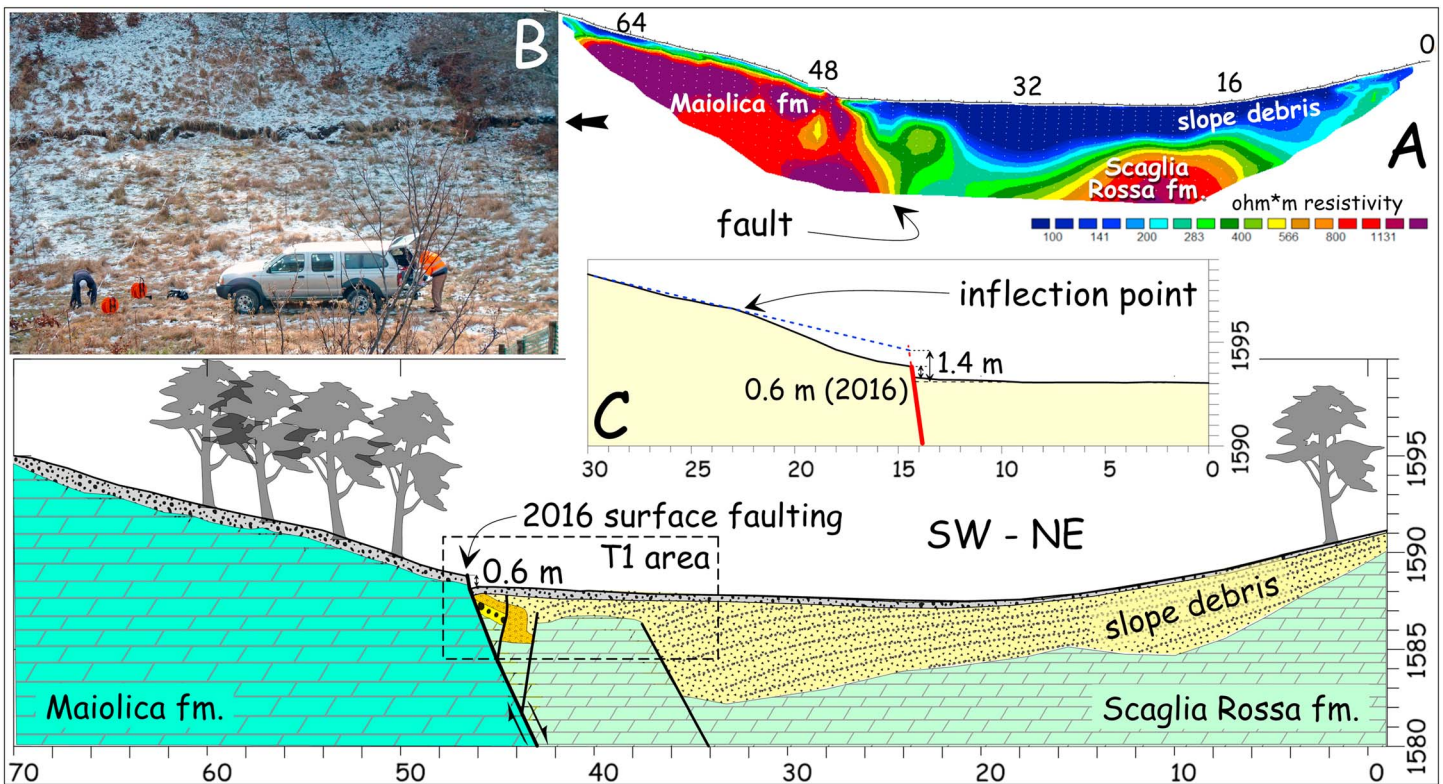 B
64
48
32
16
0
Maiolica fm.
slope debris
Scaglia
Rossa fm.
A
ohm*m resistivity
100 141 200 283 400 566 800 1131
fault
inflection point
1.4 m
0.6 m (2016)
C
1595
1590
30 25 20 15 10 5 0
2016 surface faulting
T1 area
SW - NE
0.6 m
slope debris
Maiolica fm.
Scaglia Rossa fm.
1595
1590
1585
1580
70 60 50 40 30 20 10 0